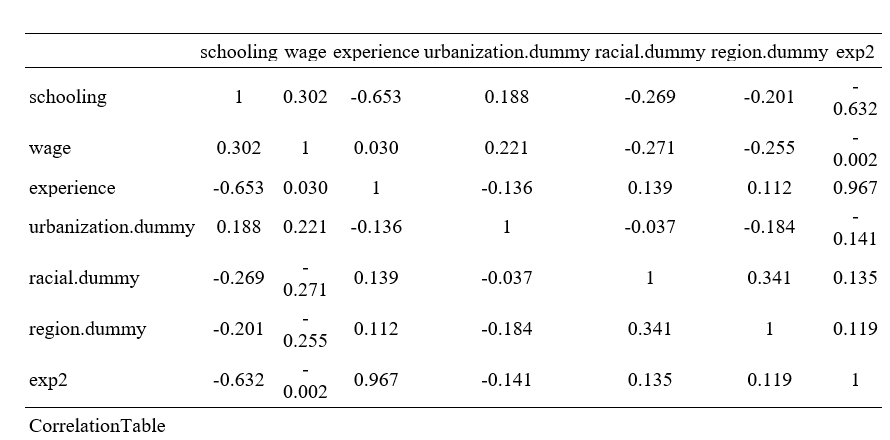 schooling wage experience urbanization.dummy racial.dummy region.dummy exp2
schooling 1 0.302 -0.653 0.188 -0.269 -0.201 -0.632
wage 0.302 1 0.030 0.221 -0.271 -0.255 -0.002
experience -0.653 0.030 1 -0.136 0.139 0.112 0.967
urbanization.dummy 0.188 0.221 -0.136 1 -0.037 -0.184 -0.141
racial.dummy -0.269 -0.271 0.139 -0.037 1 0.341 0.135
region.dummy -0.201 -0.255 0.112 -0.184 0.341 1 0.119
exp2 -0.632 -0.002 0.967 -0.141 0.135 0.119 1
CorrelationTable